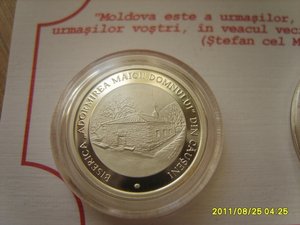 "Moldova este a urmaşilor,
urmaşilor voştri, în veacul
(Ştefan cel M
BISERICA „ADORMIREA MAICII DOMNULUI” DIN CĂUŞENI
2011/08/25 04:25